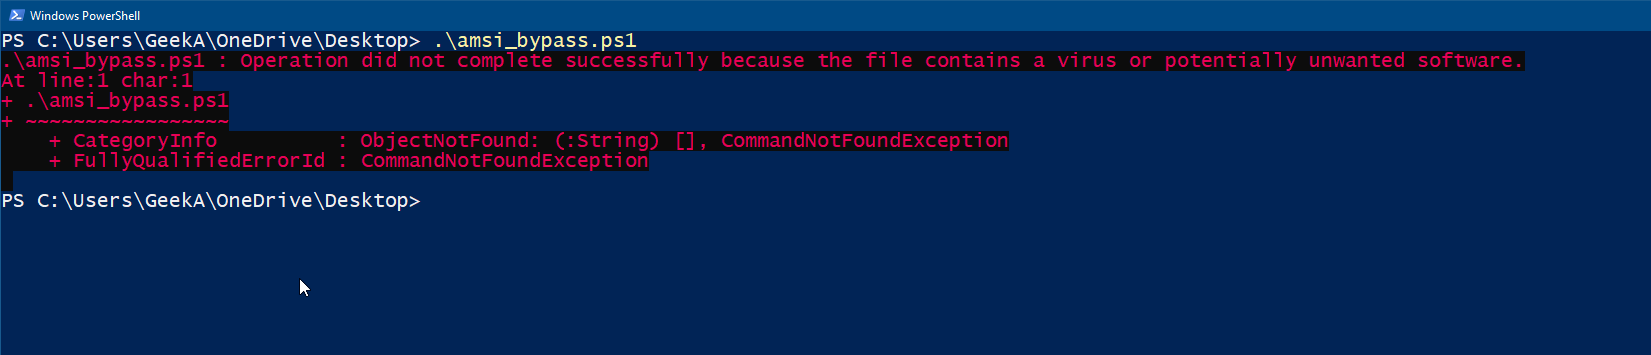 Windows PowerShell
PS C:\Users\GeekA\OneDrive\Desktop> .\amsi_bypass.ps1
.\amsi_bypass.ps1 : Operation did not complete successfully because the file contains a virus or potentially unwanted software.
At line:1 char:1
+ .\amsi_bypass.ps1
+ ~~~~~~~~~~~~~~~~~
    + CategoryInfo          : ObjectNotFound: (:String) [], CommandNotFoundException
    + FullyQualifiedErrorId : CommandNotFoundException
PS C:\Users\GeekA\OneDrive\Desktop>